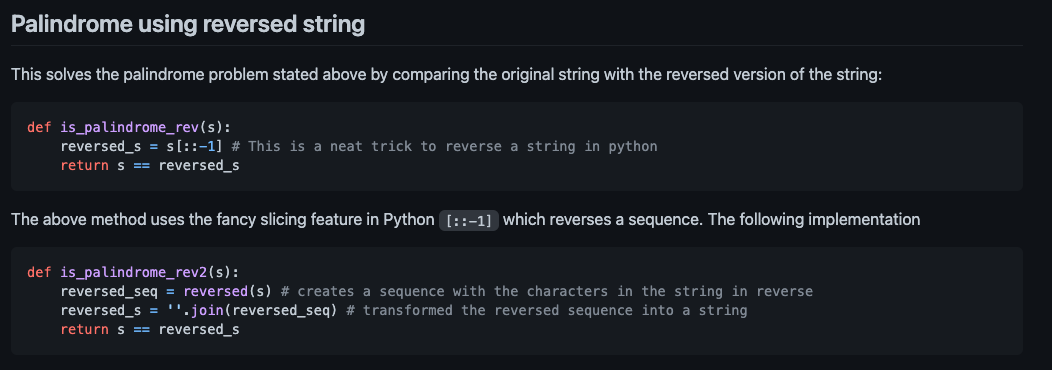 Palindrome using reversed string
This solves the palindrome problem stated above by comparing the original string with the reversed version of the string:
def is_palindrome_rev(s):
    reversed_s = s[::-1] # This is a neat trick to reverse a string in python
    return s == reversed_s
The above method uses the fancy slicing feature in Python [::-1] which reverses a sequence. The following implementation
def is_palindrome_rev2(s):
    reversed_seq = reversed(s) # creates a sequence with the characters in the string in reverse
    reversed_s = ''.join(reversed_seq) # transformed the reversed sequence into a string
    return s == reversed_s